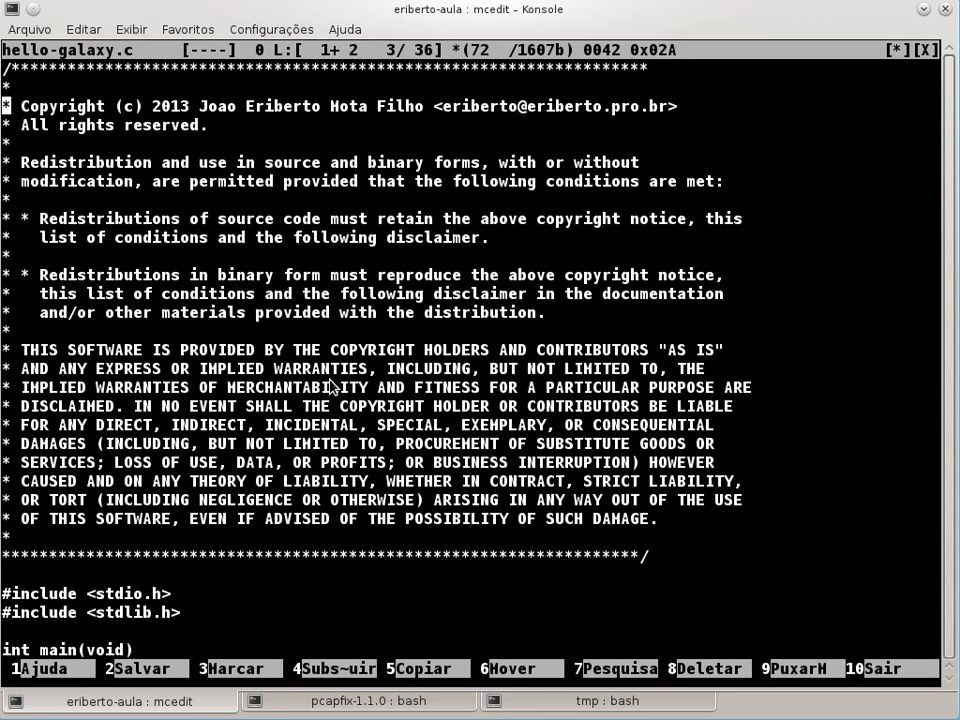 eriberto-aula : mcedit – Konsole
Arquivo Editar Exibir Favoritos Configurações Ajuda
hello-galaxy.c [----] 0 L:[ 1+ 2 3/ 36] *(72 /1607b) 0042 0x02A [*][X]
/********************************************************************
*
* Copyright (c) 2013 Joao Eriberto Mota Filho <eriberto@eriberto.pro.br>
* All rights reserved.
*
* Redistribution and use in source and binary forms, with or without
* modification, are permitted provided that the following conditions are met:
*
* * Redistributions of source code must retain the above copyright notice, this
* list of conditions and the following disclaimer.
*
* * Redistributions in binary form must reproduce the above copyright notice,
* this list of conditions and the following disclaimer in the documentation
* and/or other materials provided with the distribution.
*
* THIS SOFTWARE IS PROVIDED BY THE COPYRIGHT HOLDERS AND CONTRIBUTORS "AS IS"
* AND ANY EXPRESS OR IMPLIED WARRANTIES, INCLUDING, BUT NOT LIMITED TO, THE
* IMPLIED WARRANTIES OF MERCHANTABILITY AND FITNESS FOR A PARTICULAR PURPOSE ARE
* DISCLAIMED. IN NO EVENT SHALL THE COPYRIGHT HOLDER OR CONTRIBUTORS BE LIABLE
* FOR ANY DIRECT, INDIRECT, INCIDENTAL, SPECIAL, EXEMPLARY, OR CONSEQUENTIAL
* DAMAGES (INCLUDING, BUT NOT LIMITED TO, PROCUREMENT OF SUBSTITUTE GOODS OR
* SERVICES; LOSS OF USE, DATA, OR PROFITS; OR BUSINESS INTERRUPTION) HOWEVER
* CAUSED AND ON ANY THEORY OF LIABILITY, WHETHER IN CONTRACT, STRICT LIABILITY,
* OR TORT (INCLUDING NEGLIGENCE OR OTHERWISE) ARISING IN ANY WAY OUT OF THE USE
* OF THIS SOFTWARE, EVEN IF ADVISED OF THE POSSIBILITY OF SUCH DAMAGE.
*
********************************************************************/
#include <stdio.h>
#include <stdlib.h>
int main(void)
1Ajuda 2Salvar 3Marcar 4Subs~uir 5Copiar 6Mover 7Pesquisa 8Deletar 9PuxarM 10Sair
eriberto-aula : mcedit pcapfix-1.1.0 : bash tmp : bash